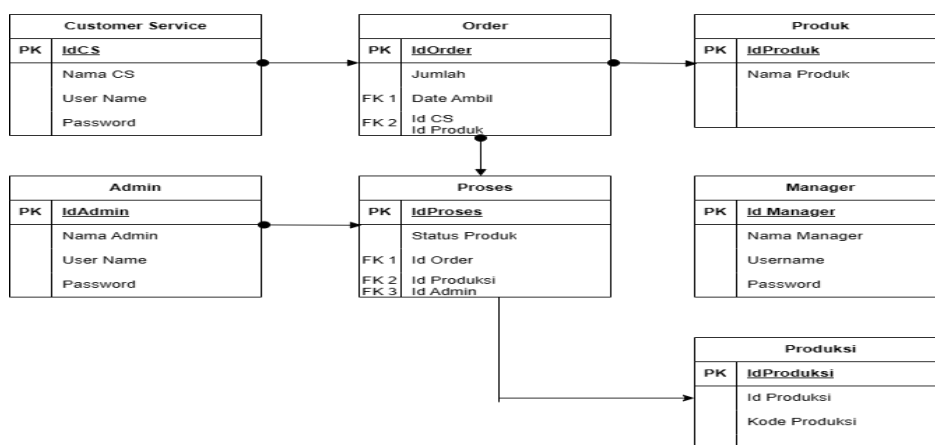 Customer Service
PK IdCS
Nama CS
User Name
Password
Order
PK IdOrder
Jumlah
FK 1 Date Ambil
FK 2 Id CS
Id Produk
Produk
PK IdProduk
Nama Produk
Admin
PK IdAdmin
Nama Admin
User Name
Password
Proses
PK IdProses
Status Produk
FK 1 Id Order
FK 2 Id Produksi
FK 3 Id Admin
Manager
PK Id Manager
Nama Manager
Username
Password
Produksi
PK IdProduksi
Id Produksi
Kode Produksi